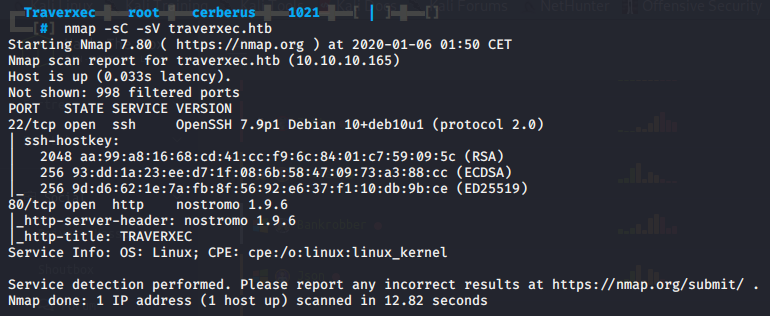 Forums NetHunter Offensive Security
Traverxec root cerberus 1021 [ | ] []
[#] nmap -sC -sV traverxec.htb
Starting Nmap 7.80 ( https://nmap.org ) at 2020-01-06 01:50 CET
Nmap scan report for traverxec.htb (10.10.10.165)
Host is up (0.033s latency).
Not shown: 998 filtered ports
PORT   STATE SERVICE VERSION
22/tcp open  ssh     OpenSSH 7.9p1 Debian 10+deb10u1 (protocol 2.0)
| ssh-hostkey:
|   2048 aa:99:a8:16:68:cd:41:cc:f9:6c:84:01:c7:59:09:5c (RSA)
|   256 93:dd:1a:23:ee:d7:1f:08:6b:58:47:09:73:a3:88:cc (ECDSA)
|_  256 9d:d6:62:1e:7a:fb:8f:56:92:e6:37:f1:10:db:9b:ce (ED25519)
80/tcp open  http    nostromo 1.9.6
|_http-server-header: nostromo 1.9.6
|_http-title: TRAVERXEC
Service Info: OS: Linux; CPE: cpe:/o:linux:linux_kernel
Service detection performed. Please report any incorrect results at https://nmap.org/submit/ .
Nmap done: 1 IP address (1 host up) scanned in 12.82 seconds